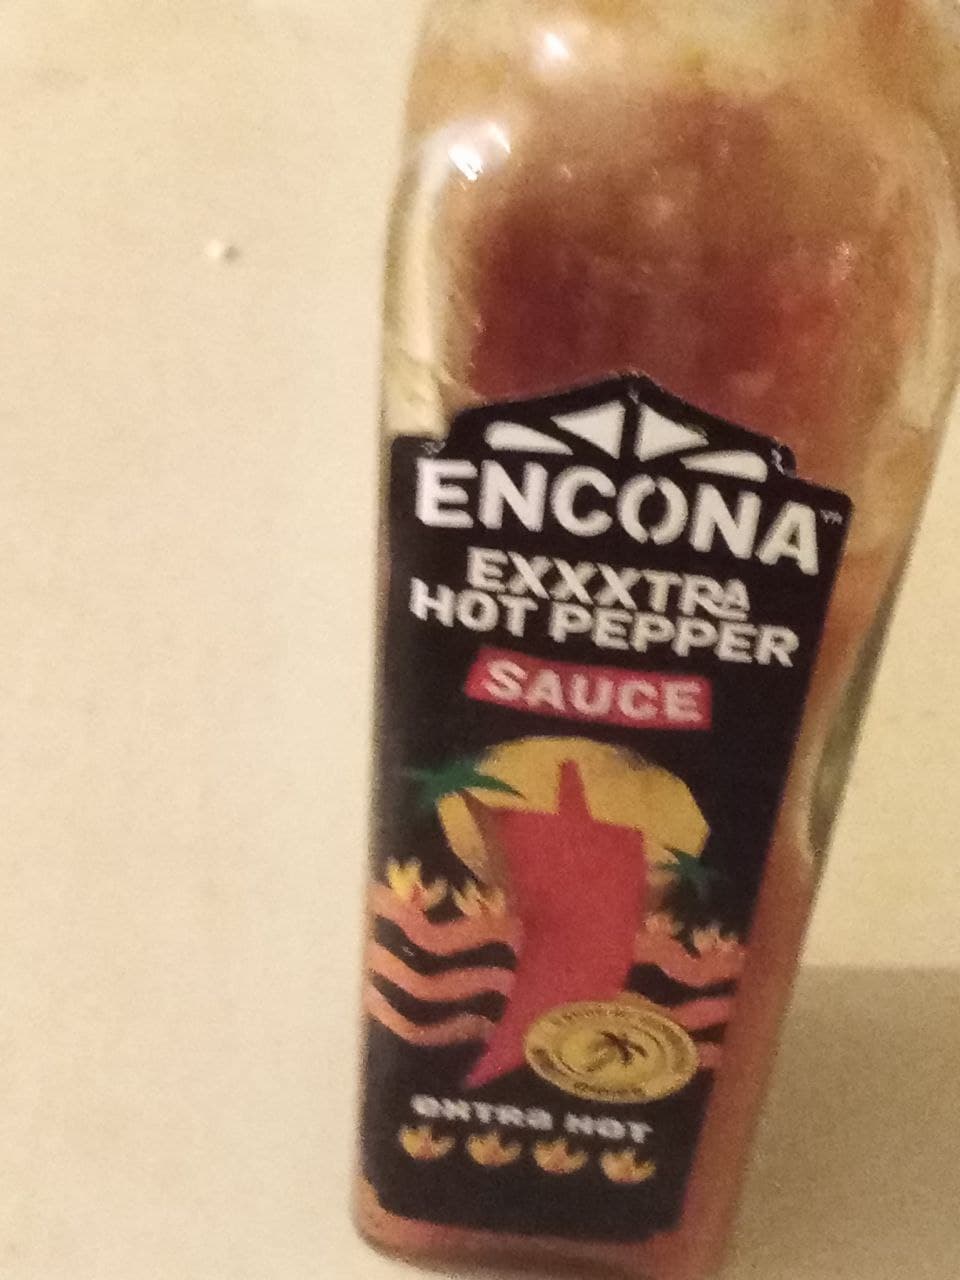 ENCONA
EXXXTRA
HOT PEPPER
SAUCE
EXTRA HOT